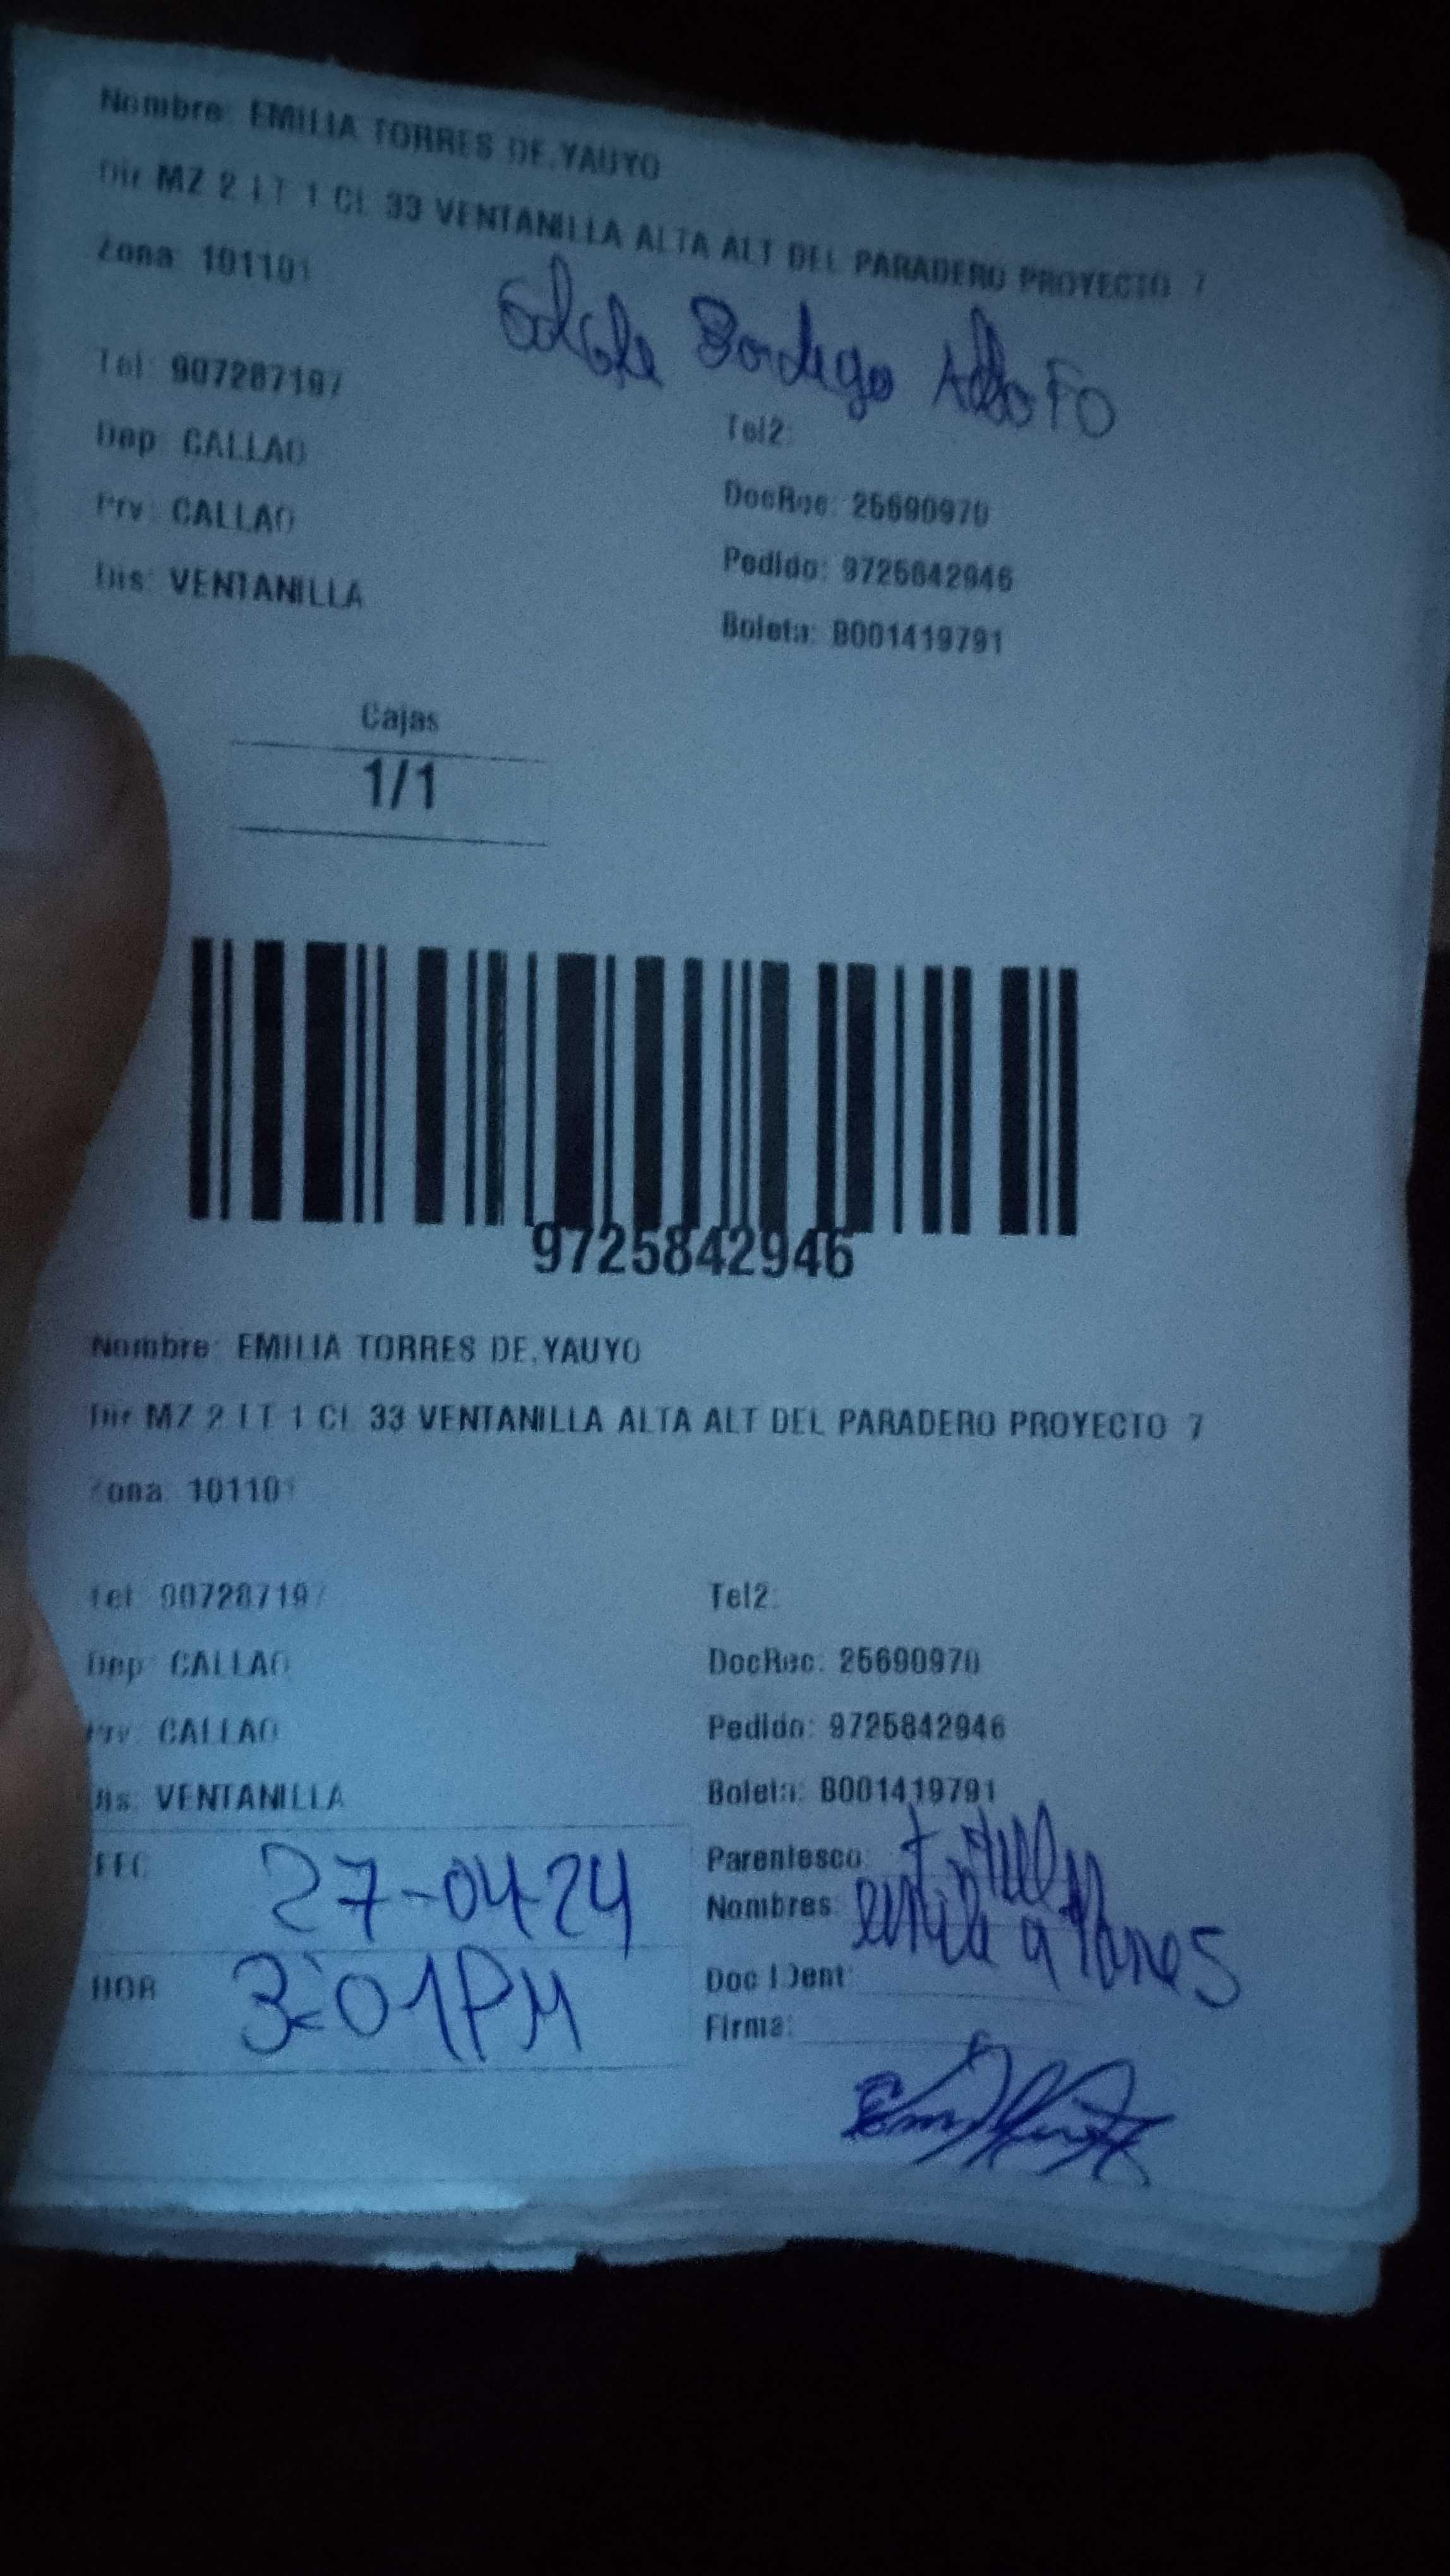 Nombre: EMILIA TORRES DE.YAUYO
Dir MZ 2 LT 1 CL 33 VENTANILLA ALTA ALT DEL PARADERO PROYECTO 7
Zona: 101101
Tel: 907287197
Tel2:
Dep: CALLAO
DocRec: 25690970
Prv: CALLAO
Pedido: 9725842946
Dis: VENTANILLA
Boleta: B001419791
Cajas
1/1
9725842946
Nombre: EMILIA TORRES DE.YAUYO
Dir MZ 2 LT 1 CL 33 VENTANILLA ALTA ALT DEL PARADERO PROYECTO 7
Zona: 101101
Tel: 907287197
Tel2:
Dep: CALLAO
DocRec: 25690970
Prv: CALLAO
Pedido: 9725842946
Dis: VENTANILLA
Boleta: B001419791
FEC 27-04-24
Parentesco:
Nombres:
HOR 3:01PM
Doc IDent:
Firma: